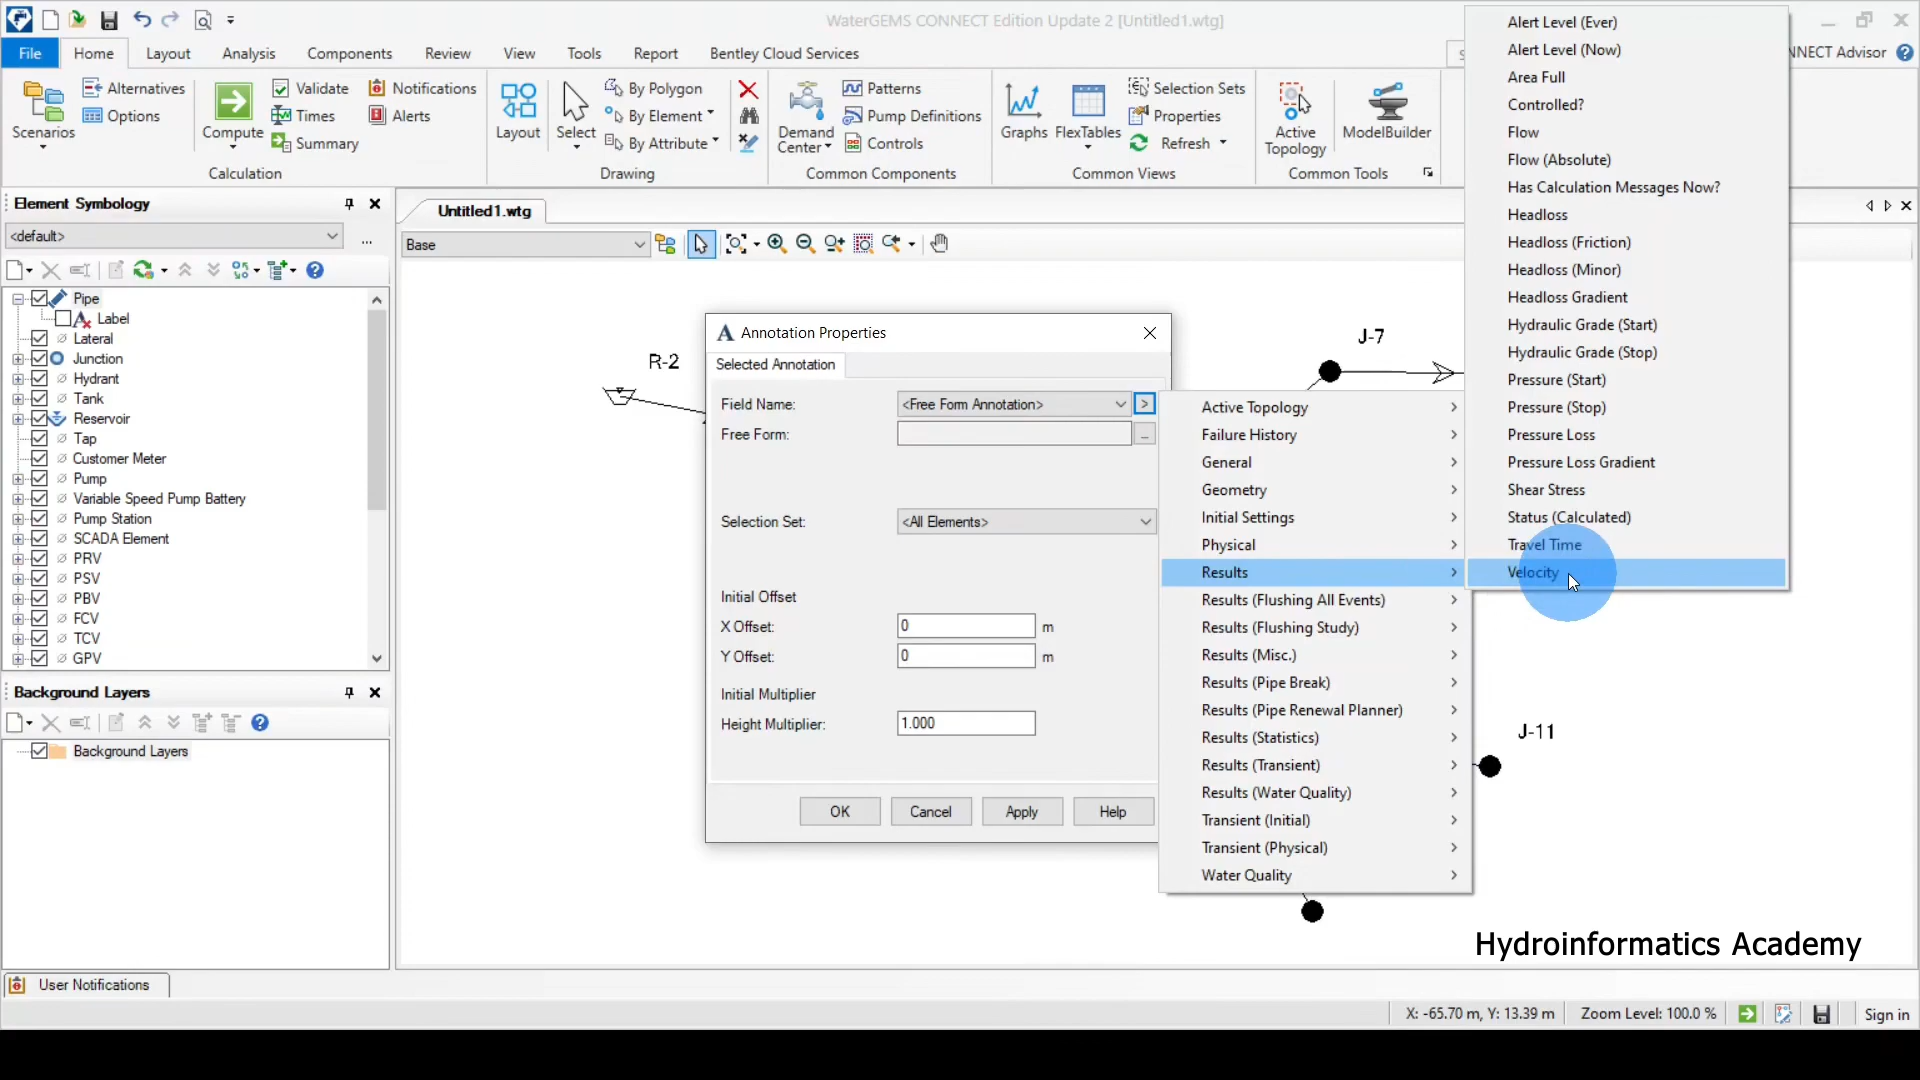 WaterGEMS CONNECT Edition Update 2 [Untitled1.wtg]
File Home Layout Analysis Components Review View Tools Report Bentley Cloud Services
NNECT Advisor
Scenarios
Alternatives
Options
Compute
Validate
Times
Summary
Notifications
Alerts
Calculation
Layout
Select
By Polygon
By Element
By Attribute
Drawing
Demand Center
Patterns
Pump Definitions
Controls
Common Components
Graphs
FlexTables
Selection Sets
Properties
Refresh
Common Views
Active Topology
ModelBuilder
Common Tools
Element Symbology
<default>
...
Pipe
Label
Lateral
Junction
Hydrant
Tank
Reservoir
Tap
Customer Meter
Pump
Variable Speed Pump Battery
Pump Station
SCADA Element
PRV
PSV
PBV
FCV
TCV
GPV
Background Layers
Background Layers
User Notifications
Untitled1.wtg
Base
R-2
J-7
J-11
Annotation Properties
Selected Annotation
Field Name: <Free Form Annotation> >
Free Form: ...
Selection Set: <All Elements>
Initial Offset
X Offset: 0 m
Y Offset: 0 m
Initial Multiplier
Height Multiplier: 1.000
OK Cancel Apply Help
Active Topology
Failure History
General
Geometry
Initial Settings
Physical
Results
Results (Flushing All Events)
Results (Flushing Study)
Results (Misc.)
Results (Pipe Break)
Results (Pipe Renewal Planner)
Results (Statistics)
Results (Transient)
Results (Water Quality)
Transient (Initial)
Transient (Physical)
Water Quality
Alert Level (Ever)
Alert Level (Now)
Area Full
Controlled?
Flow
Flow (Absolute)
Has Calculation Messages Now?
Headloss
Headloss (Friction)
Headloss (Minor)
Headloss Gradient
Hydraulic Grade (Start)
Hydraulic Grade (Stop)
Pressure (Start)
Pressure (Stop)
Pressure Loss
Pressure Loss Gradient
Shear Stress
Status (Calculated)
Travel Time
Velocity
Hydroinformatics Academy
X: -65.70 m, Y: 13.39 m Zoom Level: 100.0 % Sign in